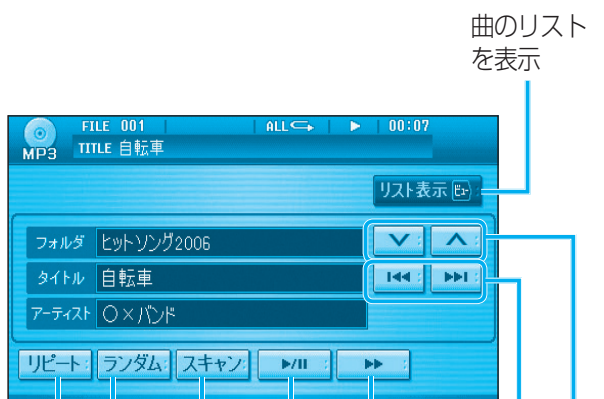 曲のリスト
を表示
FILE 001 ALL 00:07
MP3 TITLE 自転車
リスト表示
フォルダ ヒットソング2006
タイトル 自転車
アーティスト ○×バンド
リピート ランダム スキャン